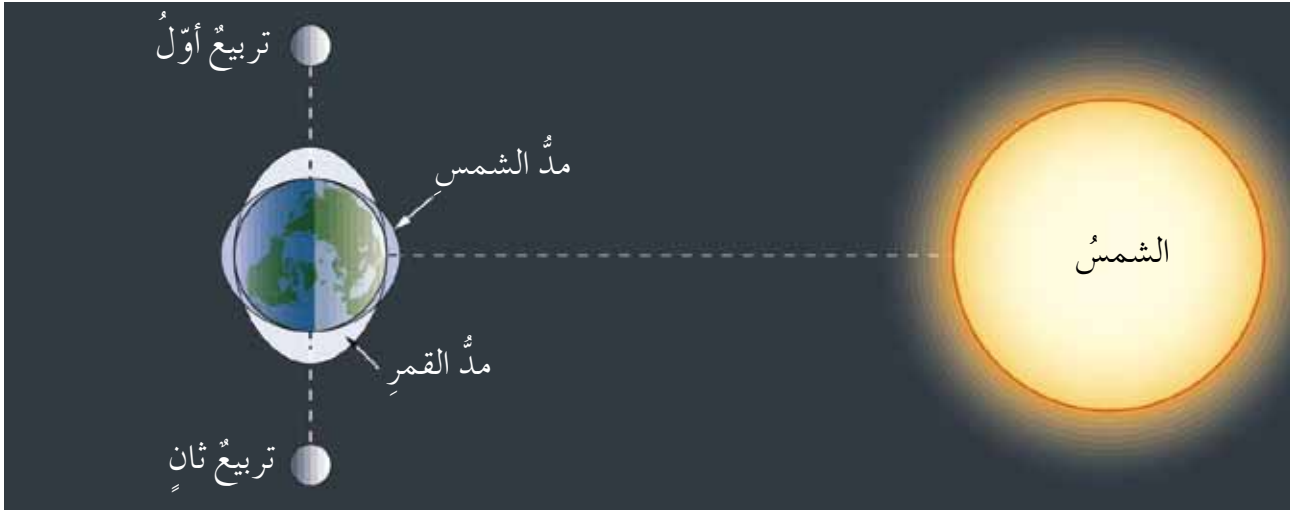 تربيعٌ أوّلُ
مدُّ الشمسِ
الشمسُ
مدُّ القمرِ
تربيعٌ ثانٍ